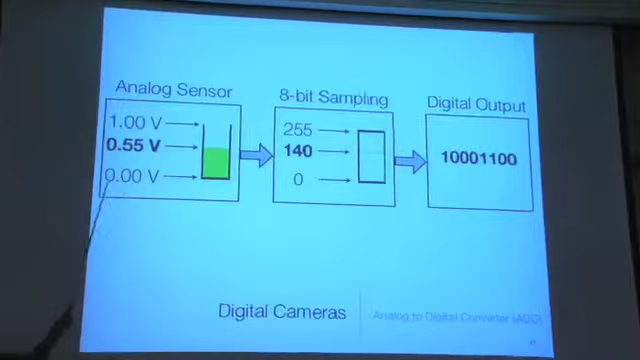 Analog Sensor
1.00 V
0.55 V
0.00 V
8-bit Sampling
255
140
0
Digital Output
10001100
Digital Cameras
Analog to Digital Converter (ADC)